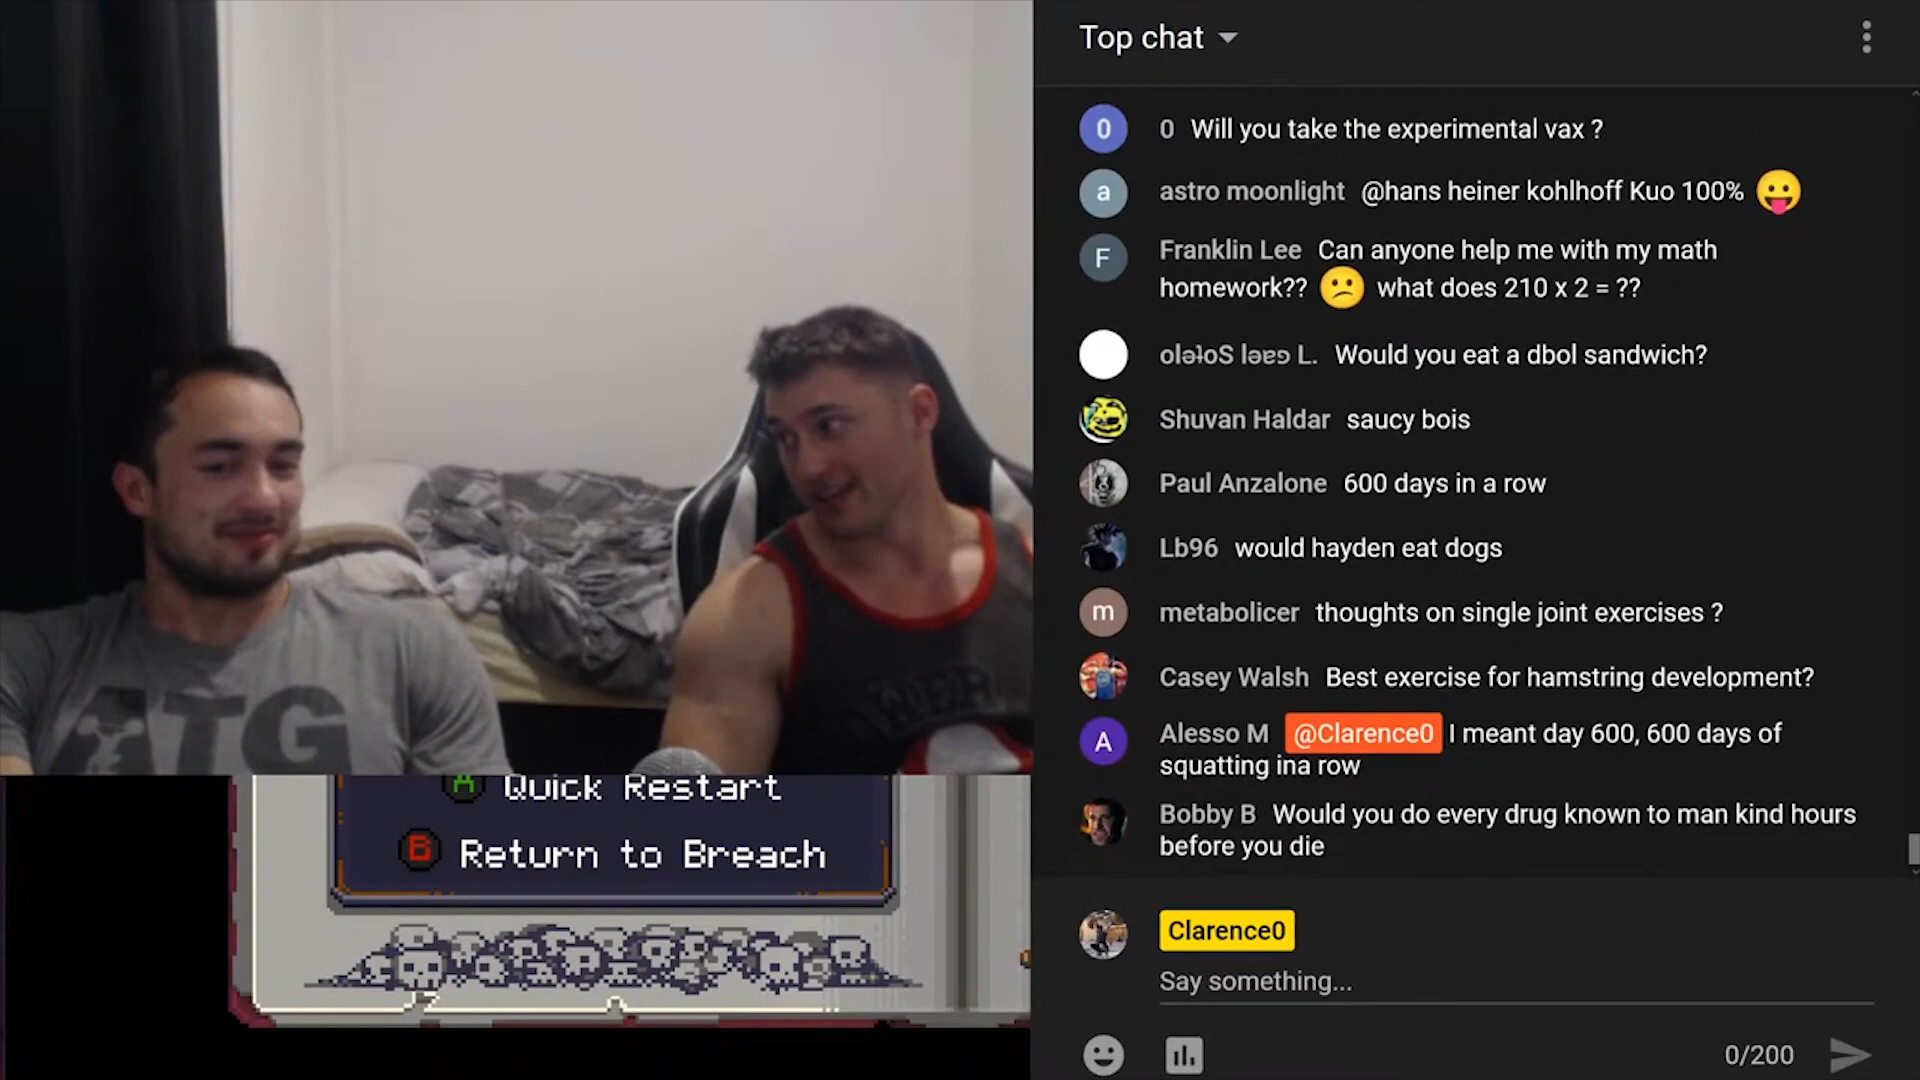 Top chat
0
0 Will you take the experimental vax ?
a
astro moonlight @hans heiner kohlhoff Kuo 100%
F
Franklin Lee Can anyone help me with my math
homework?? what does 210 x 2 = ??
L. Would you eat a dbol sandwich?
Shuvan Haldar saucy bois
Paul Anzalone 600 days in a row
Lb96 would hayden eat dogs
m
metabolicer thoughts on single joint exercises ?
Casey Walsh Best exercise for hamstring development?
A
Alesso M @Clarence0 I meant day 600, 600 days of
squatting ina row
Bobby B Would you do every drug known to man kind hours
before you die
Clarence0
Say something...
0/200
ATG
A Quick Restart
B Return to Breach